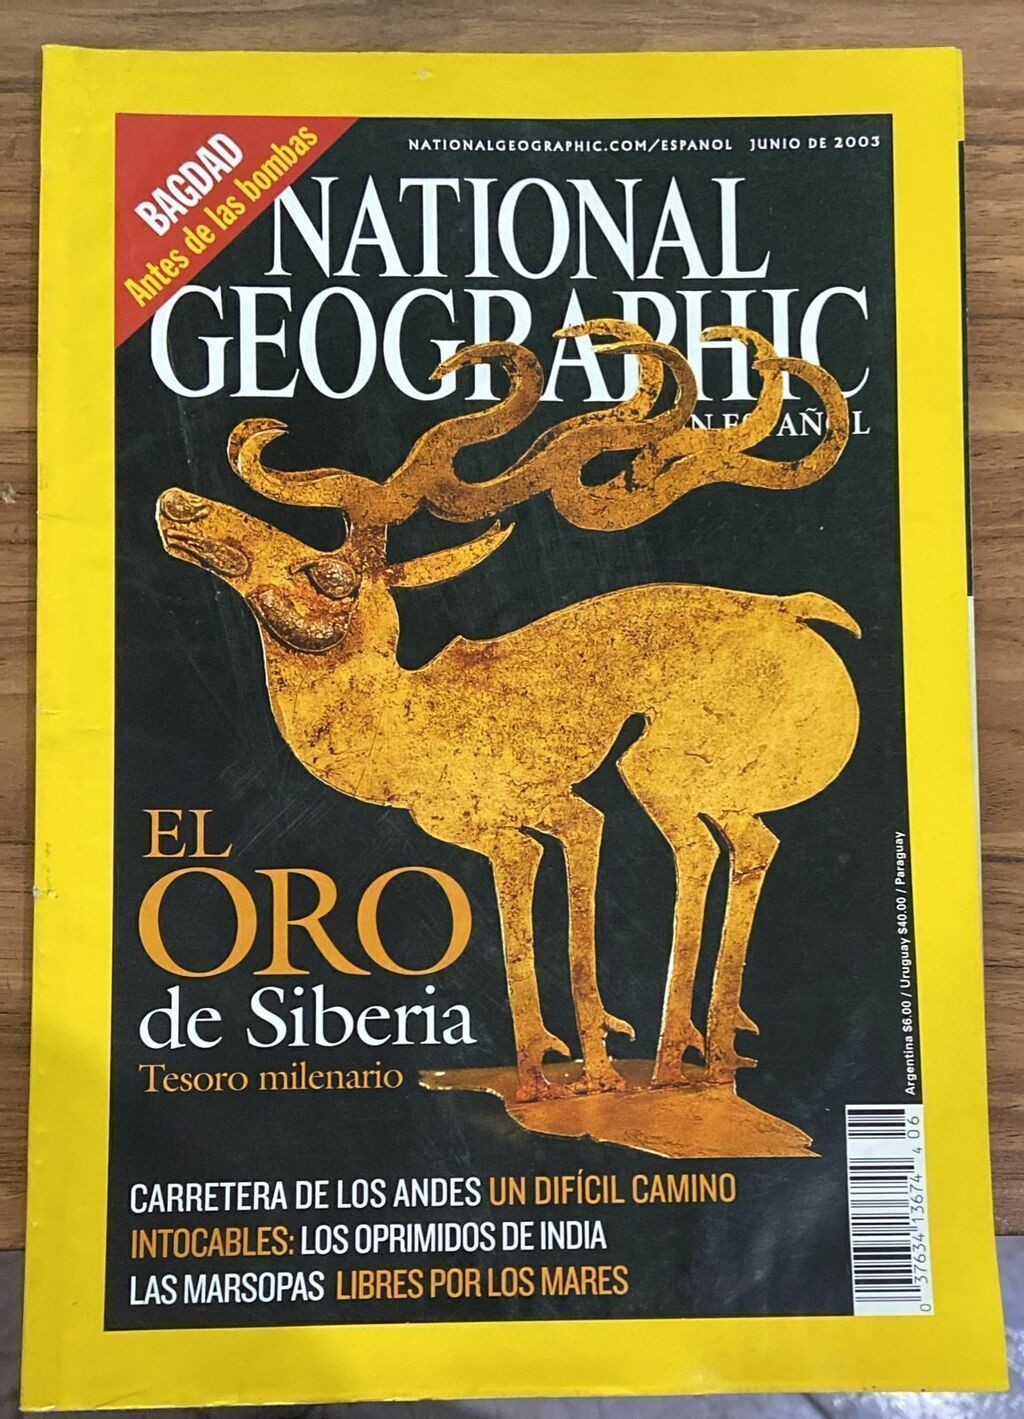 BAGDAD
Antes de las bombas
NATIONALGEOGRAPHIC.COM/ESPANOL JUNIO DE 2003
NATIONAL
GEOGRAPHIC
EN ESPAÑOL
EL
ORO
de Siberia
Tesoro milenario
CARRETERA DE LOS ANDES UN DIFÍCIL CAMINO
INTOCABLES: LOS OPRIMIDOS DE INDIA
LAS MARSOPAS LIBRES POR LOS MARES
Argentina $6.00 / Uruguay $40.00 / Paraguay
0 37634 13674 4 06